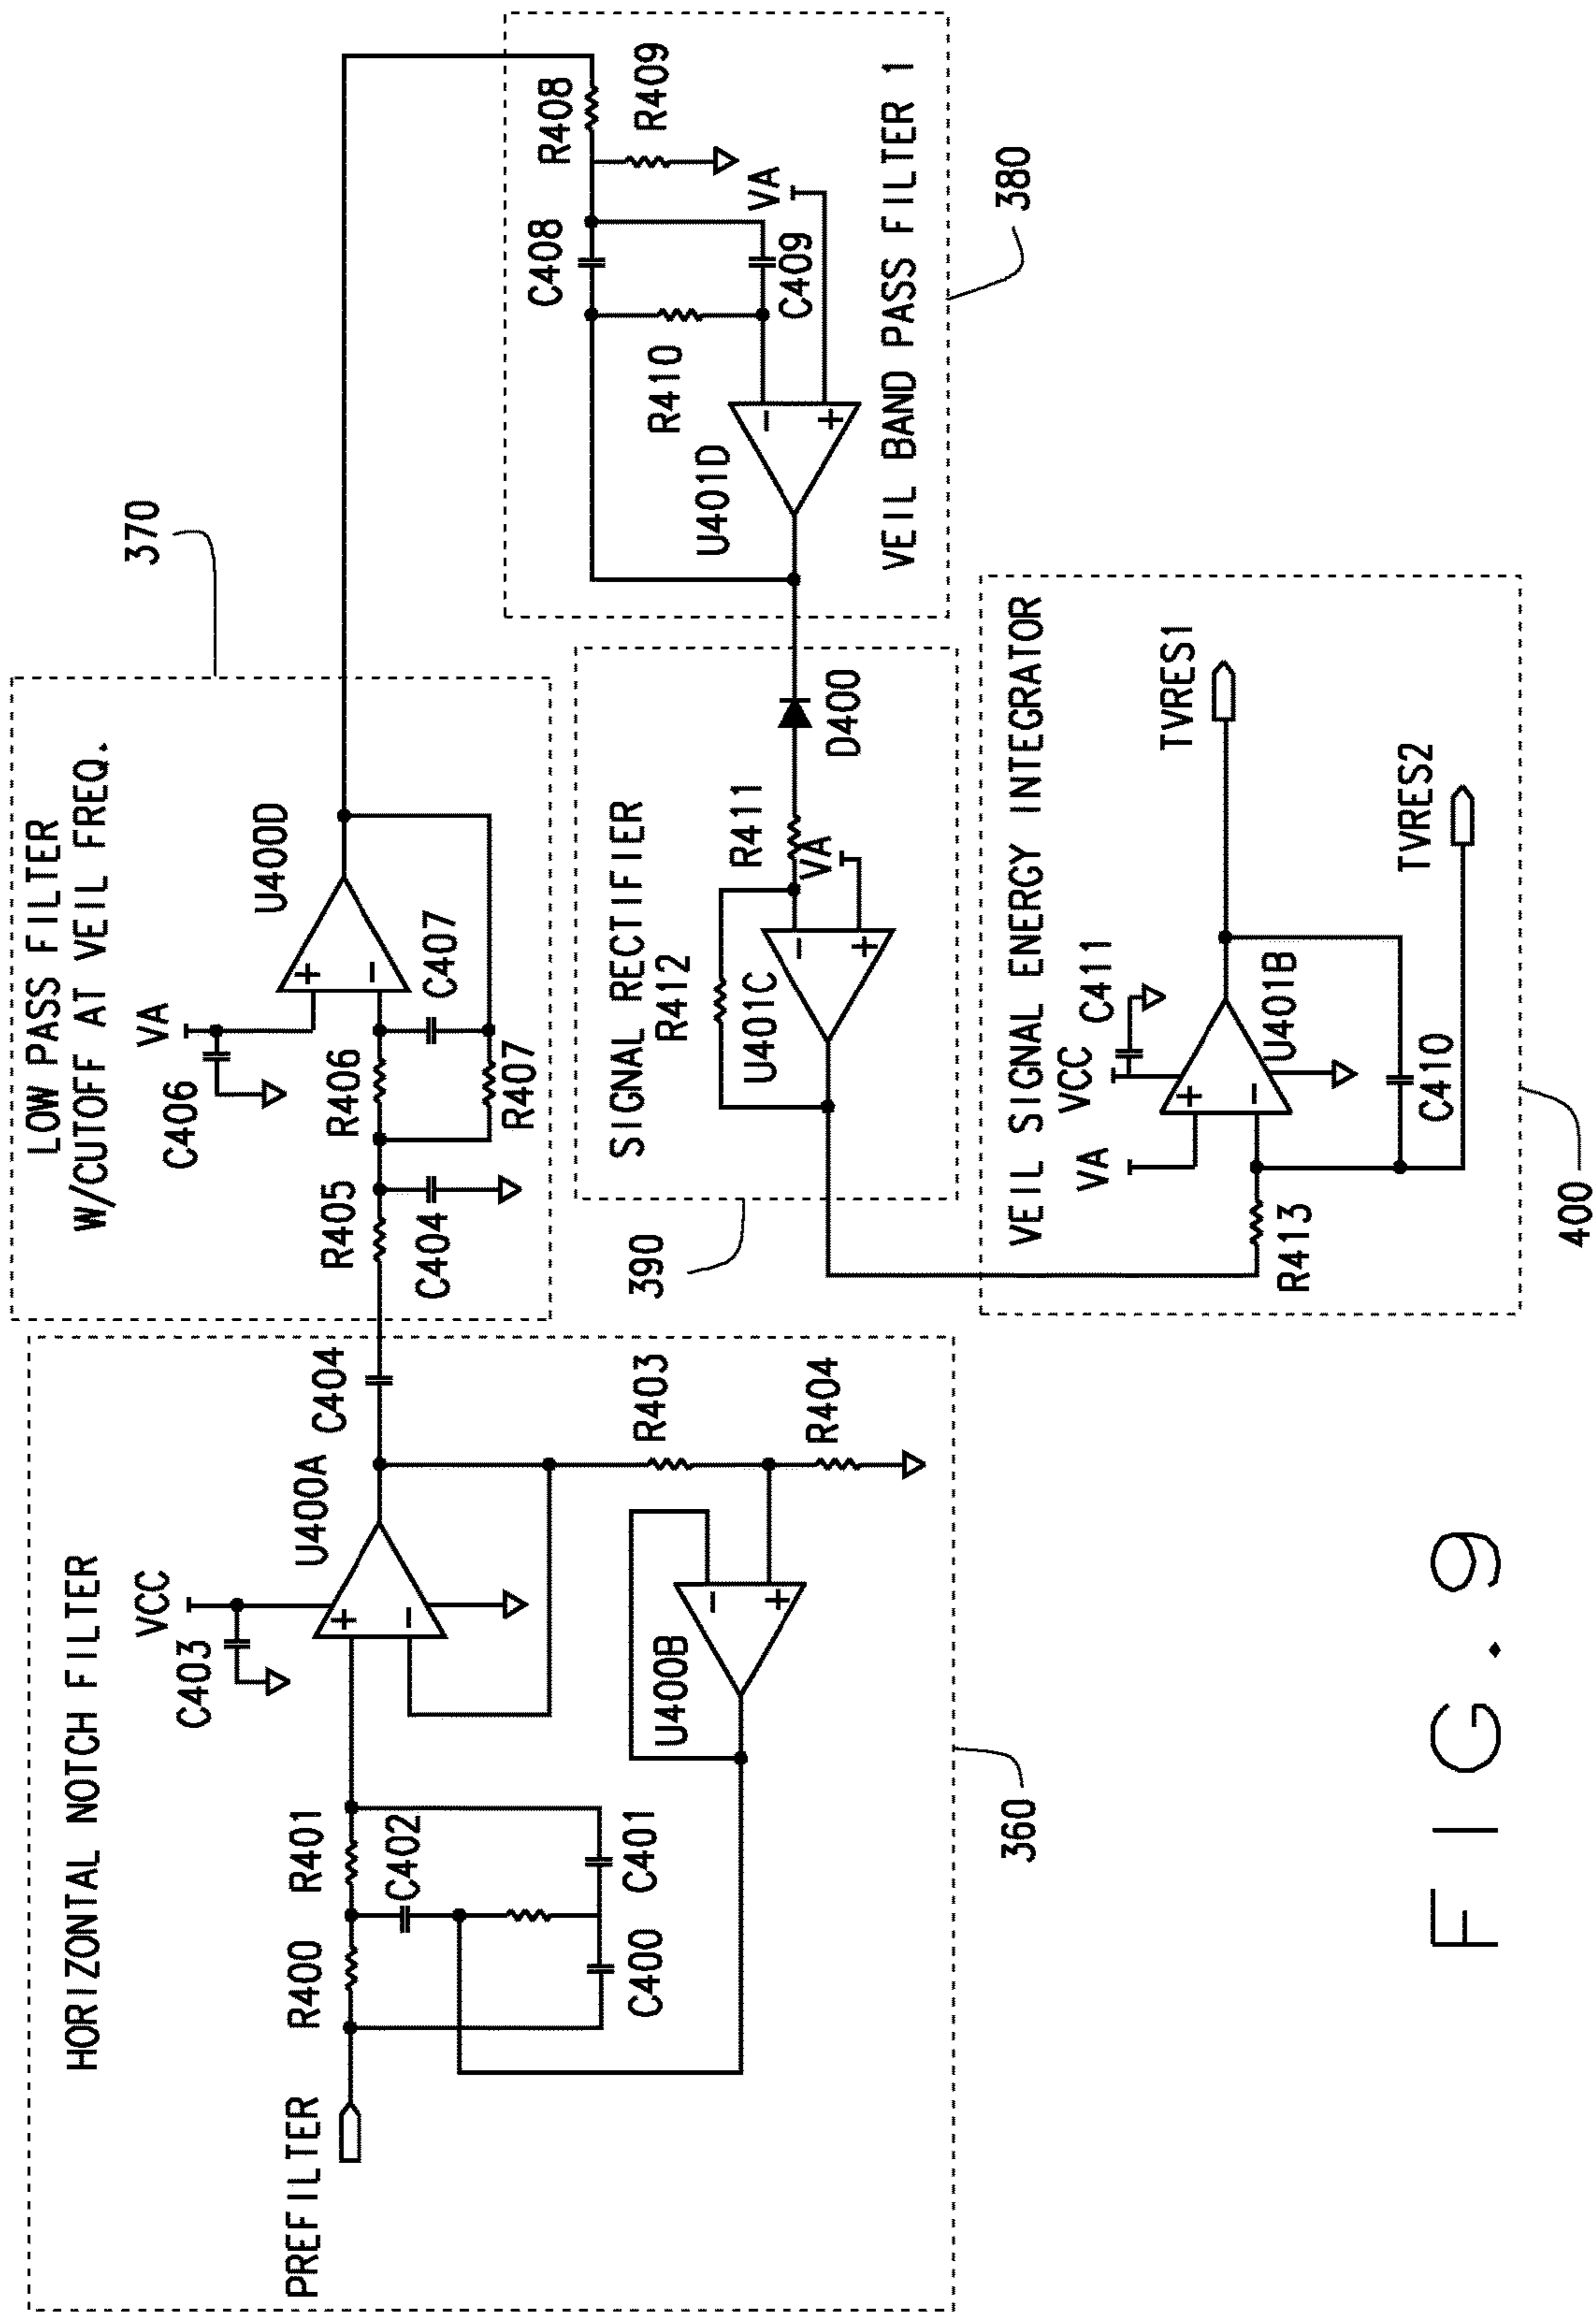 HORIZONTAL NOTCH FILTER
PREFILTER
R400
R401
C402
C400
C401
VCC
C403
U400A
C404
U400B
R403
R404
360
LOW PASS FILTER
W/CUTOFF AT VEIL FREQ.
370
VA
C406
R405
C404
R406
R407
C407
U400D
R408
R409
C408
C409
R410
VA
U401D
VEIL BAND PASS FILTER 1
380
SIGNAL RECTIFIER
R412
U401C
R411
VA
D400
390
VEIL SIGNAL ENERGY INTEGRATOR
VA
VCC
C411
U401B
R413
C410
TVRES1
TVRES2
400
FIG. 9